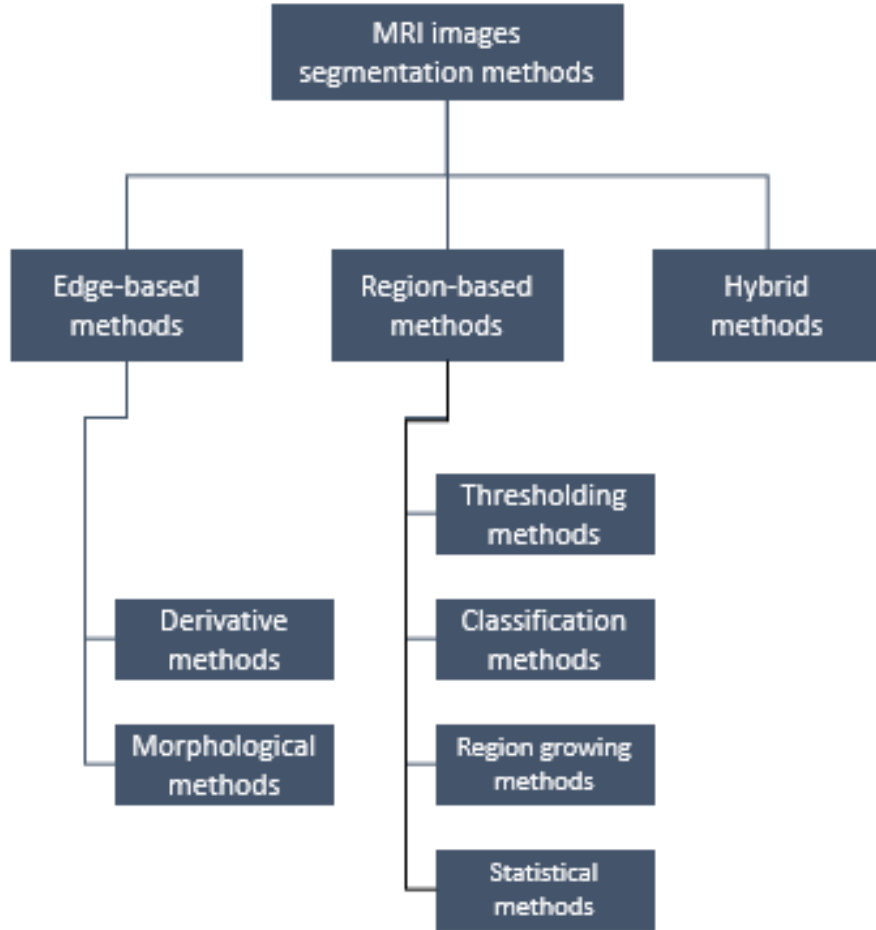 MRI images
segmentation methods
Edge-based
methods
Region-based
methods
Hybrid
methods
Thresholding
methods
Derivative
methods
Classification
methods
Morphological
methods
Region growing
methods
Statistical
methods